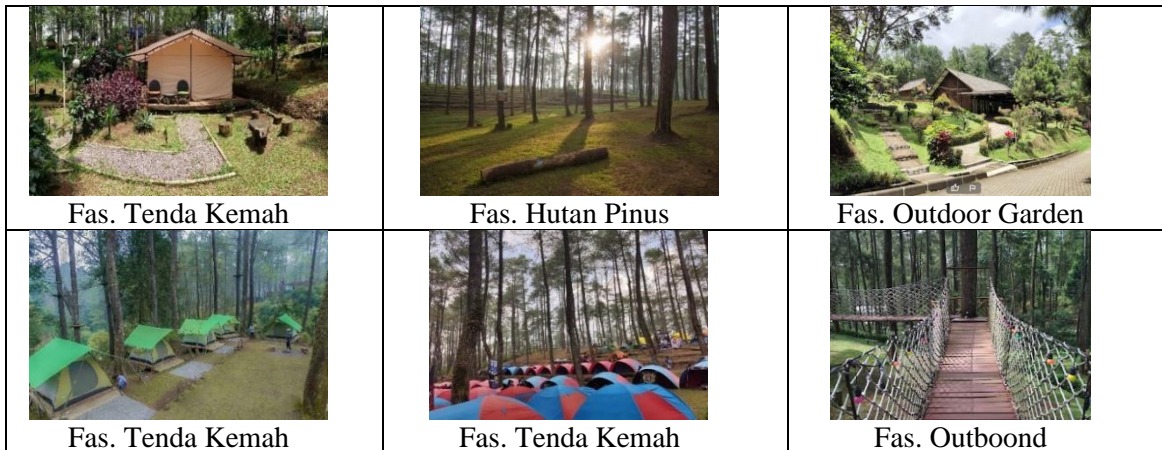 Fas. Tenda Kemah
Fas. Hutan Pinus
Fas. Outdoor Garden
Fas. Tenda Kemah
Fas. Tenda Kemah
Fas. Outboond